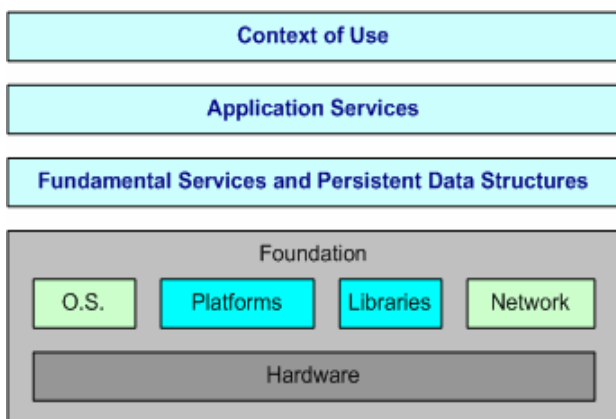 Context of Use
Application Services
Fundamental Services and Persistent Data Structures
Foundation
O.S.
Platforms
Libraries
Network
Hardware